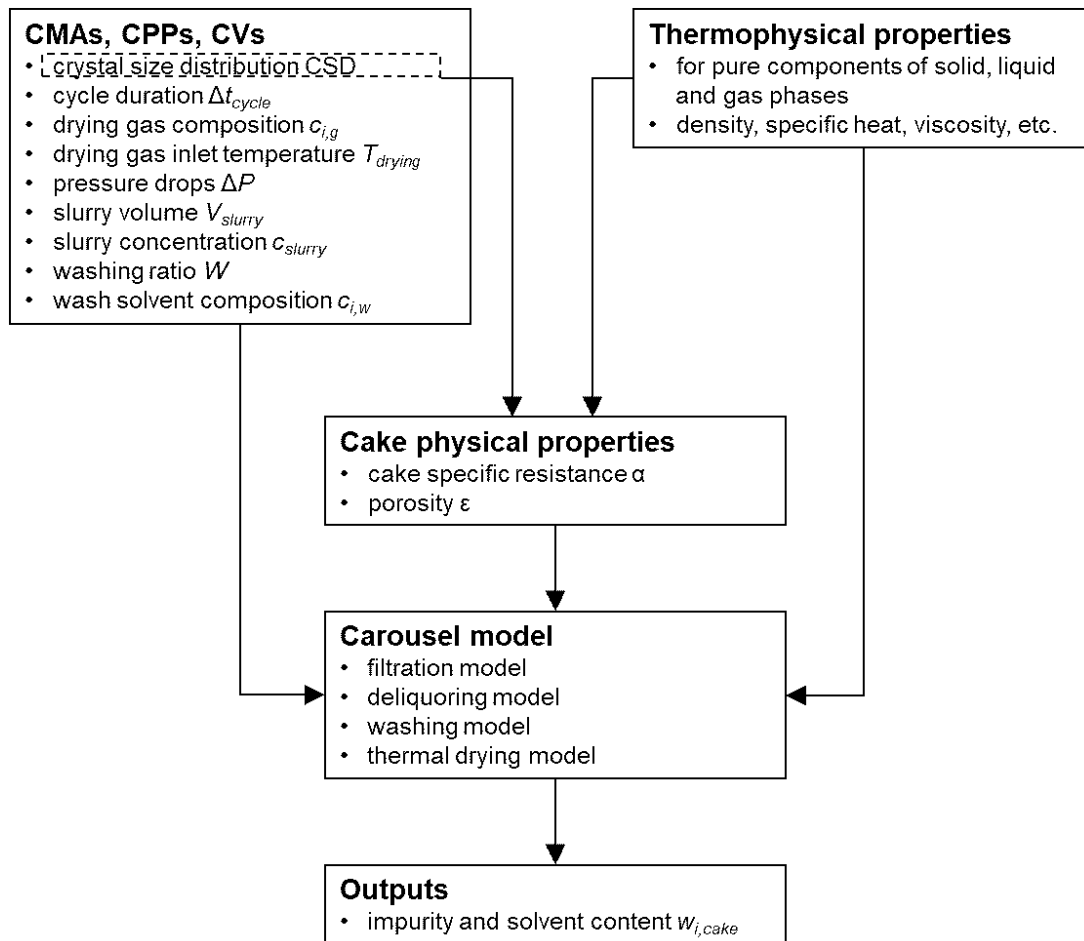 CMAs, CPPs, CVs
• crystal size distribution CSD
• cycle duration Δt_cycle
• drying gas composition c_i,g
• drying gas inlet temperature T_drying
• pressure drops ΔP
• slurry volume V_slurry
• slurry concentration c_slurry
• washing ratio W
• wash solvent composition c_i,w
Thermophysical properties
• for pure components of solid, liquid
and gas phases
• density, specific heat, viscosity, etc.
Cake physical properties
• cake specific resistance α
• porosity ε
Carousel model
• filtration model
• deliquoring model
• washing model
• thermal drying model
Outputs
• impurity and solvent content w_i,cake